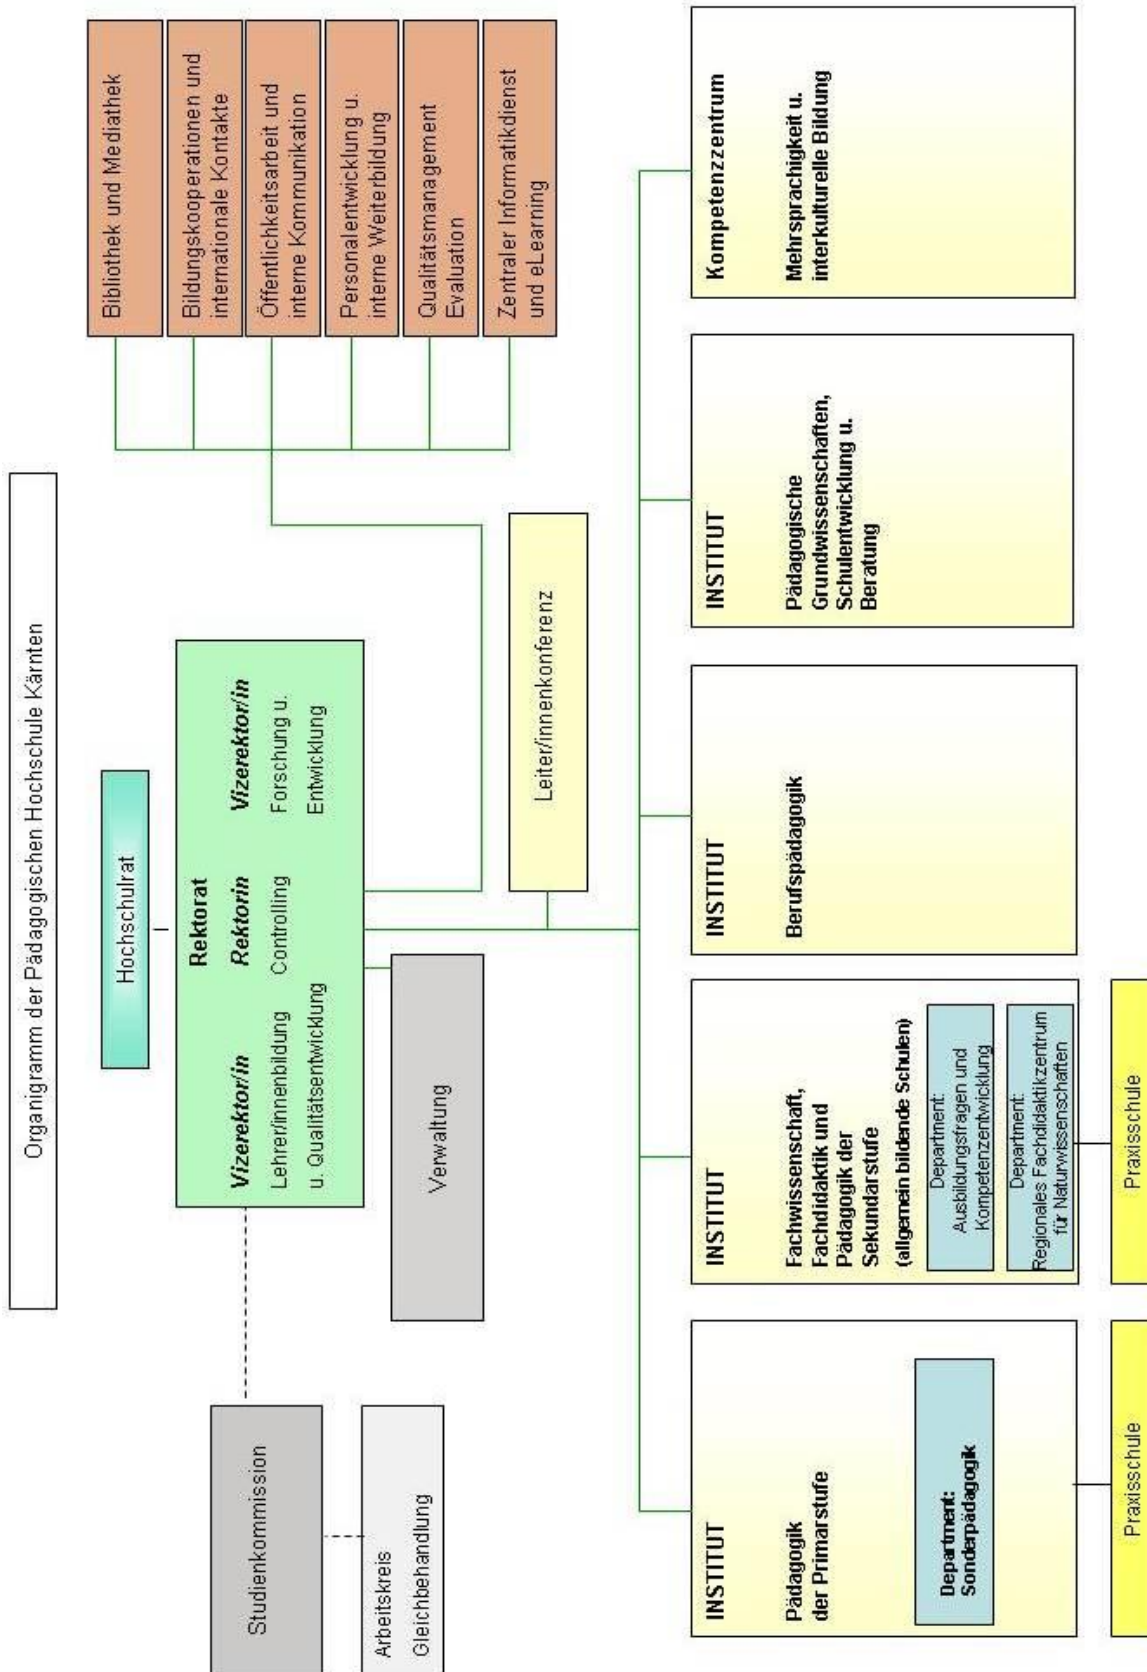 Organigramm der Pädagogischen Hochschule Kärnten
Hochschulrat
Rektorat
Vizerektor/in
Lehrer/innenbildung
u. Qualitätsentwicklung
Rektorin
Controlling
Vizerektor/in
Forschung u.
Entwicklung
Studienkommission
Arbeitskreis
Gleichbehandlung
Verwaltung
Leiter/innenkonferenz
Bibliothek und Mediathek
Bildungskooperationen und
internationale Kontakte
Öffentlichkeitsarbeit und
interne Kommunikation
Personalentwicklung u.
interne Weiterbildung
Qualitätsmanagement
Evaluation
Zentraler Informatikdienst
und eLearning
INSTITUT
Pädagogik
der Primarstufe
Department:
Sonderpädagogik
Praxisschule
INSTITUT
Fachwissenschaft,
Fachdidaktik und
Pädagogik der
Sekundarstufe
(allgemein bildende Schulen)
Department:
Ausbildungsfragen und
Kompetenzentwicklung
Department:
Regionales Fachdidaktikzentrum
für Naturwissenschaften
Praxisschule
INSTITUT
Berufspädagogik
INSTITUT
Pädagogische
Grundwissenschaften,
Schulentwicklung u.
Beratung
Kompetenzzentrum
Mehrsprachigkeit u.
interkulturelle Bildung